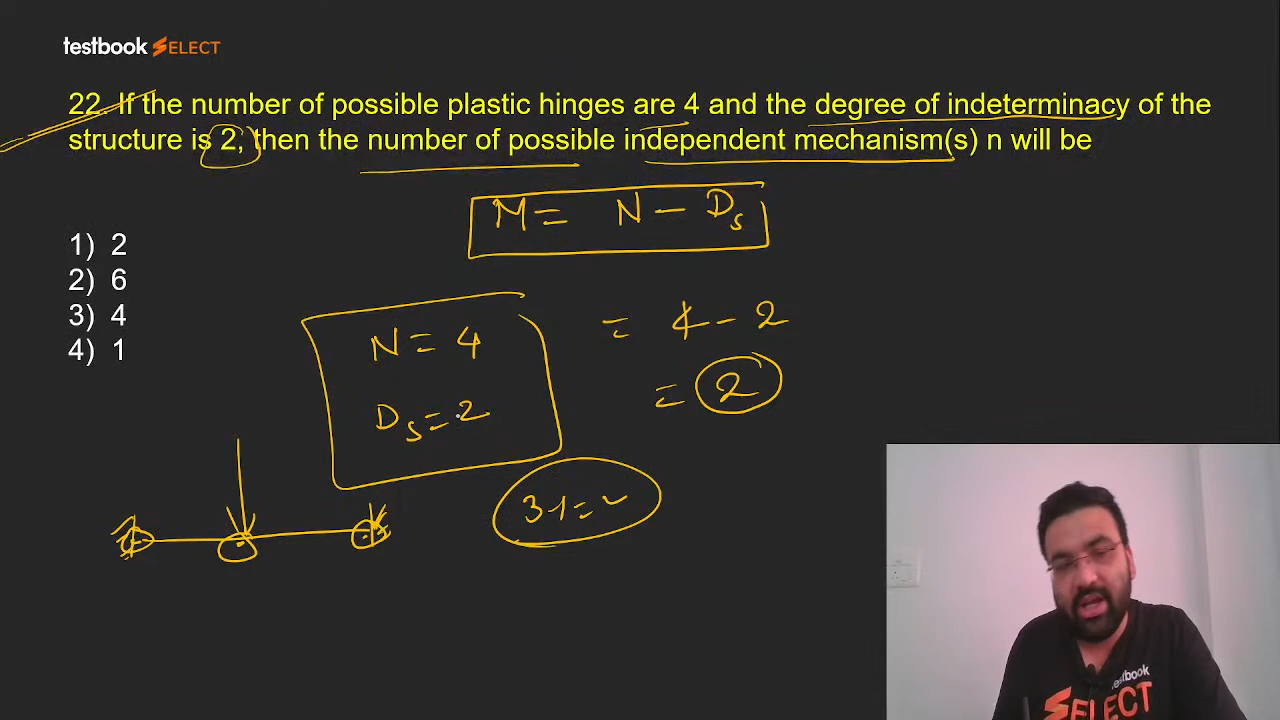 testbook SELECT
22. If the number of possible plastic hinges are 4 and the degree of indeterminacy of the
structure is 2, then the number of possible independent mechanism(s) n will be
M = N - Ds
1) 2
2) 6
3) 4
4) 1
N = 4
Ds = 2
= 4 - 2
= 2
testbook
SELECT